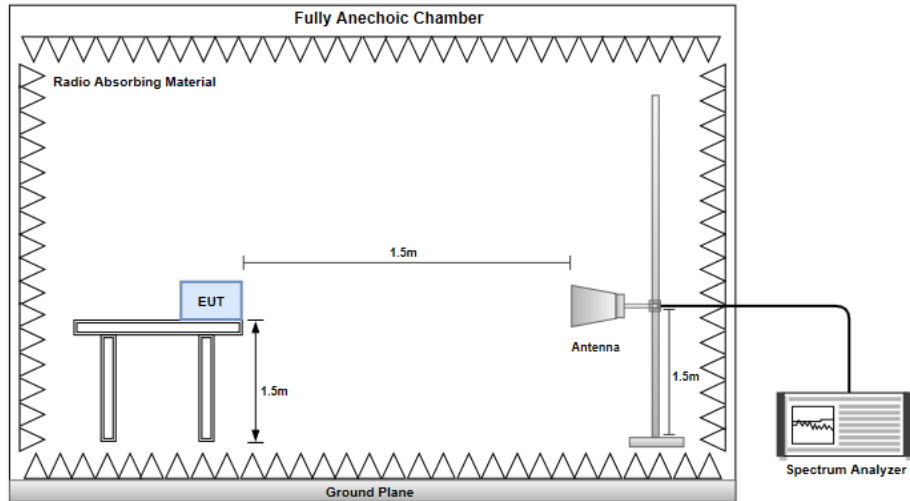 Fully Anechoic Chamber
Radio Absorbing Material
1.5m
EUT
Antenna
1.5m
1.5m
Spectrum Analyzer
Ground Plane